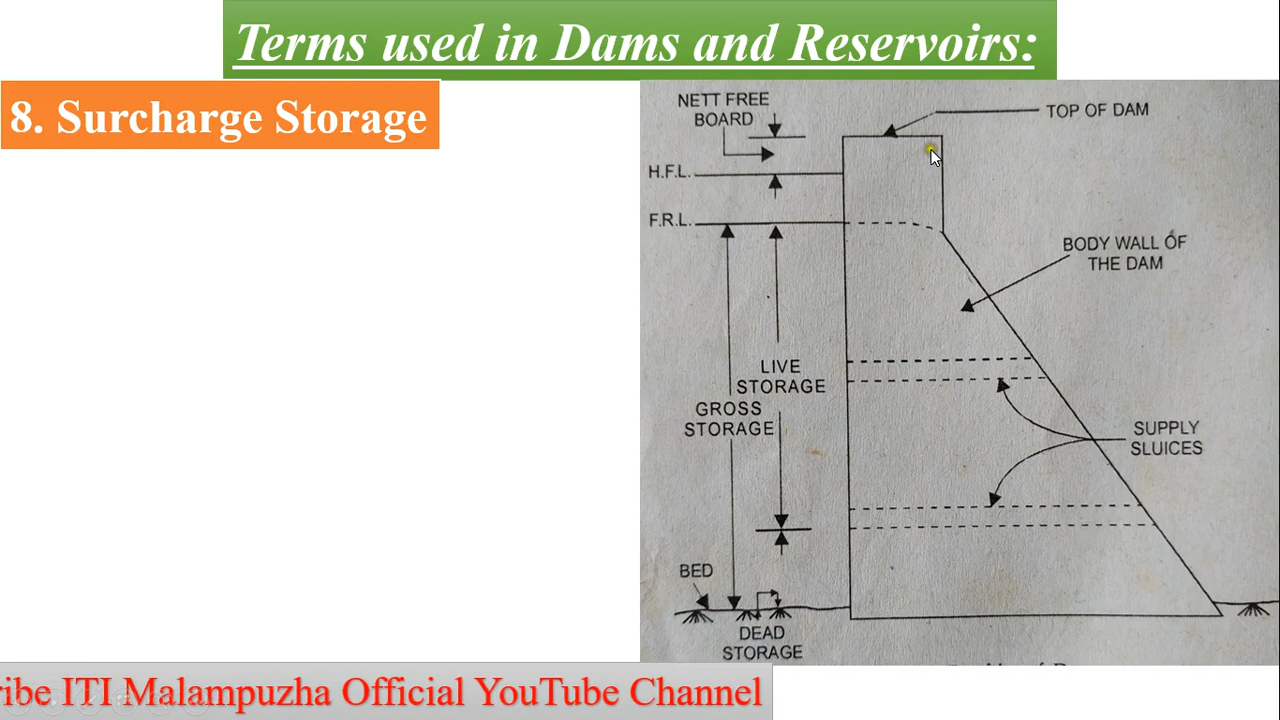 Terms used in Dams and Reservoirs:
8. Surcharge Storage
NETT FREE
BOARD
TOP OF DAM
H.F.L.
F.R.L.
BODY WALL OF
THE DAM
LIVE
STORAGE
GROSS
STORAGE
SUPPLY
SLUICES
BED
DEAD
STORAGE
ribe ITI Malampuzha Official YouTube Channel